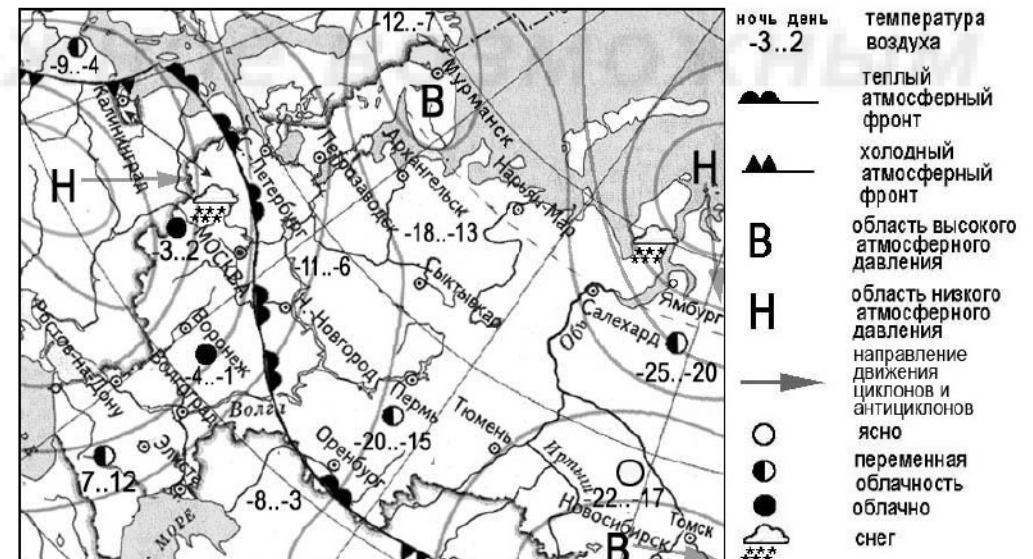 -12..-7
-9..-4
Калининград
В
Мурманск
Н
Петербург
Петрозаводск
Архангельск
Нарьян-Мар
Н
-3..2
МОСКВА
-18..-13
-11..-6
Сыктывкар
Ямбург
Салехард
Обь
-25..-20
Ростов-на-Дону
Воронеж
-4..-1
Волгоград
Н.-Новгород
Волга
Пермь
-20..-15
Тюмень
Оренбург
Иртыш
Элиста
7..12
-8..-3
-22..-17
Новосибирск
Томск
В
МОРЕ
ночь день
-3..2
температура
воздуха
теплый
атмосферный
фронт
холодный
атмосферный
фронт
В
область высокого
атмосферного
давления
Н
область низкого
атмосферного
давления
направление
движения
циклонов и
антициклонов
ясно
переменная
облачность
облачно
снег